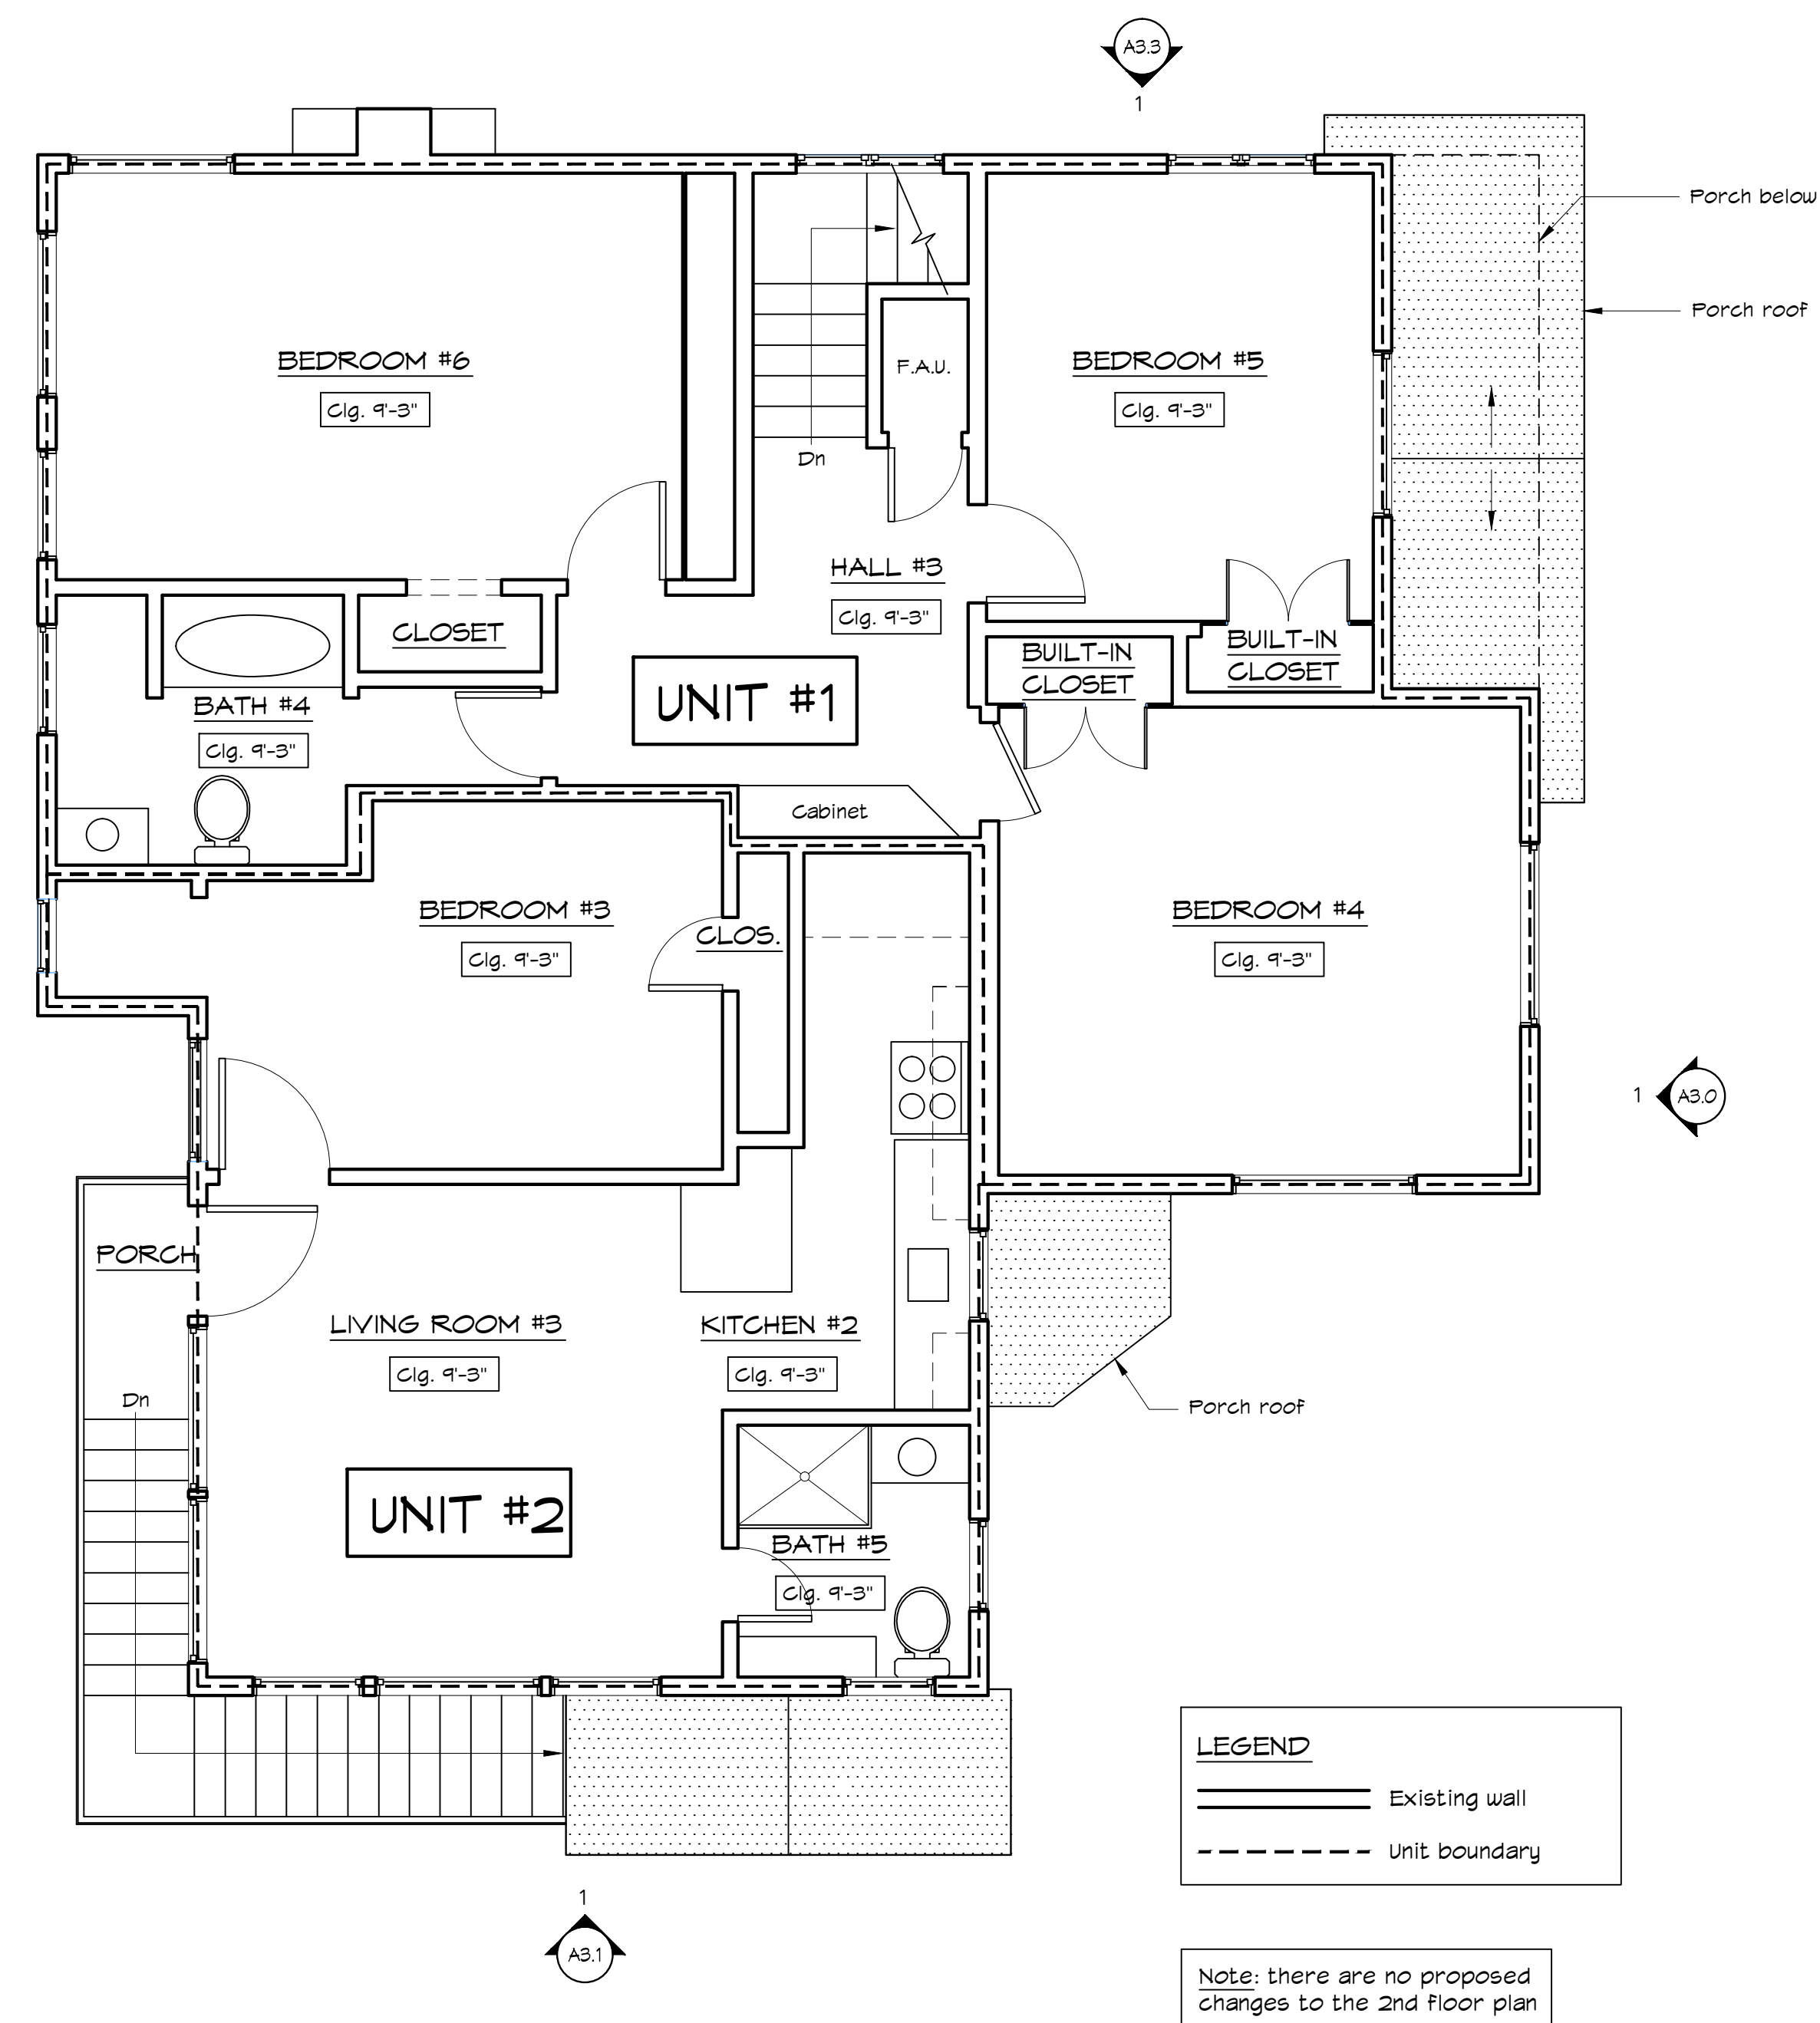 A3.3
1
Porch below
Porch roof
BEDROOM #6
Clg. 9'-3"
F.A.U.
BEDROOM #5
Clg. 9'-3"
Dn
HALL #3
Clg. 9'-3"
CLOSET
BUILT-IN
CLOSET
BUILT-IN
CLOSET
UNIT #1
BATH #4
Clg. 9'-3"
Cabinet
BEDROOM #3
Clg. 9'-3"
CLOS.
BEDROOM #4
Clg. 9'-3"
1
A3.0
PORCH
LIVING ROOM #3
Clg. 9'-3"
KITCHEN #2
Clg. 9'-3"
Dn
Porch roof
UNIT #2
BATH #5
Clg. 9'-3"
LEGEND
Existing wall
Unit boundary
1
A3.1
Note: there are no proposed
changes to the 2nd floor plan